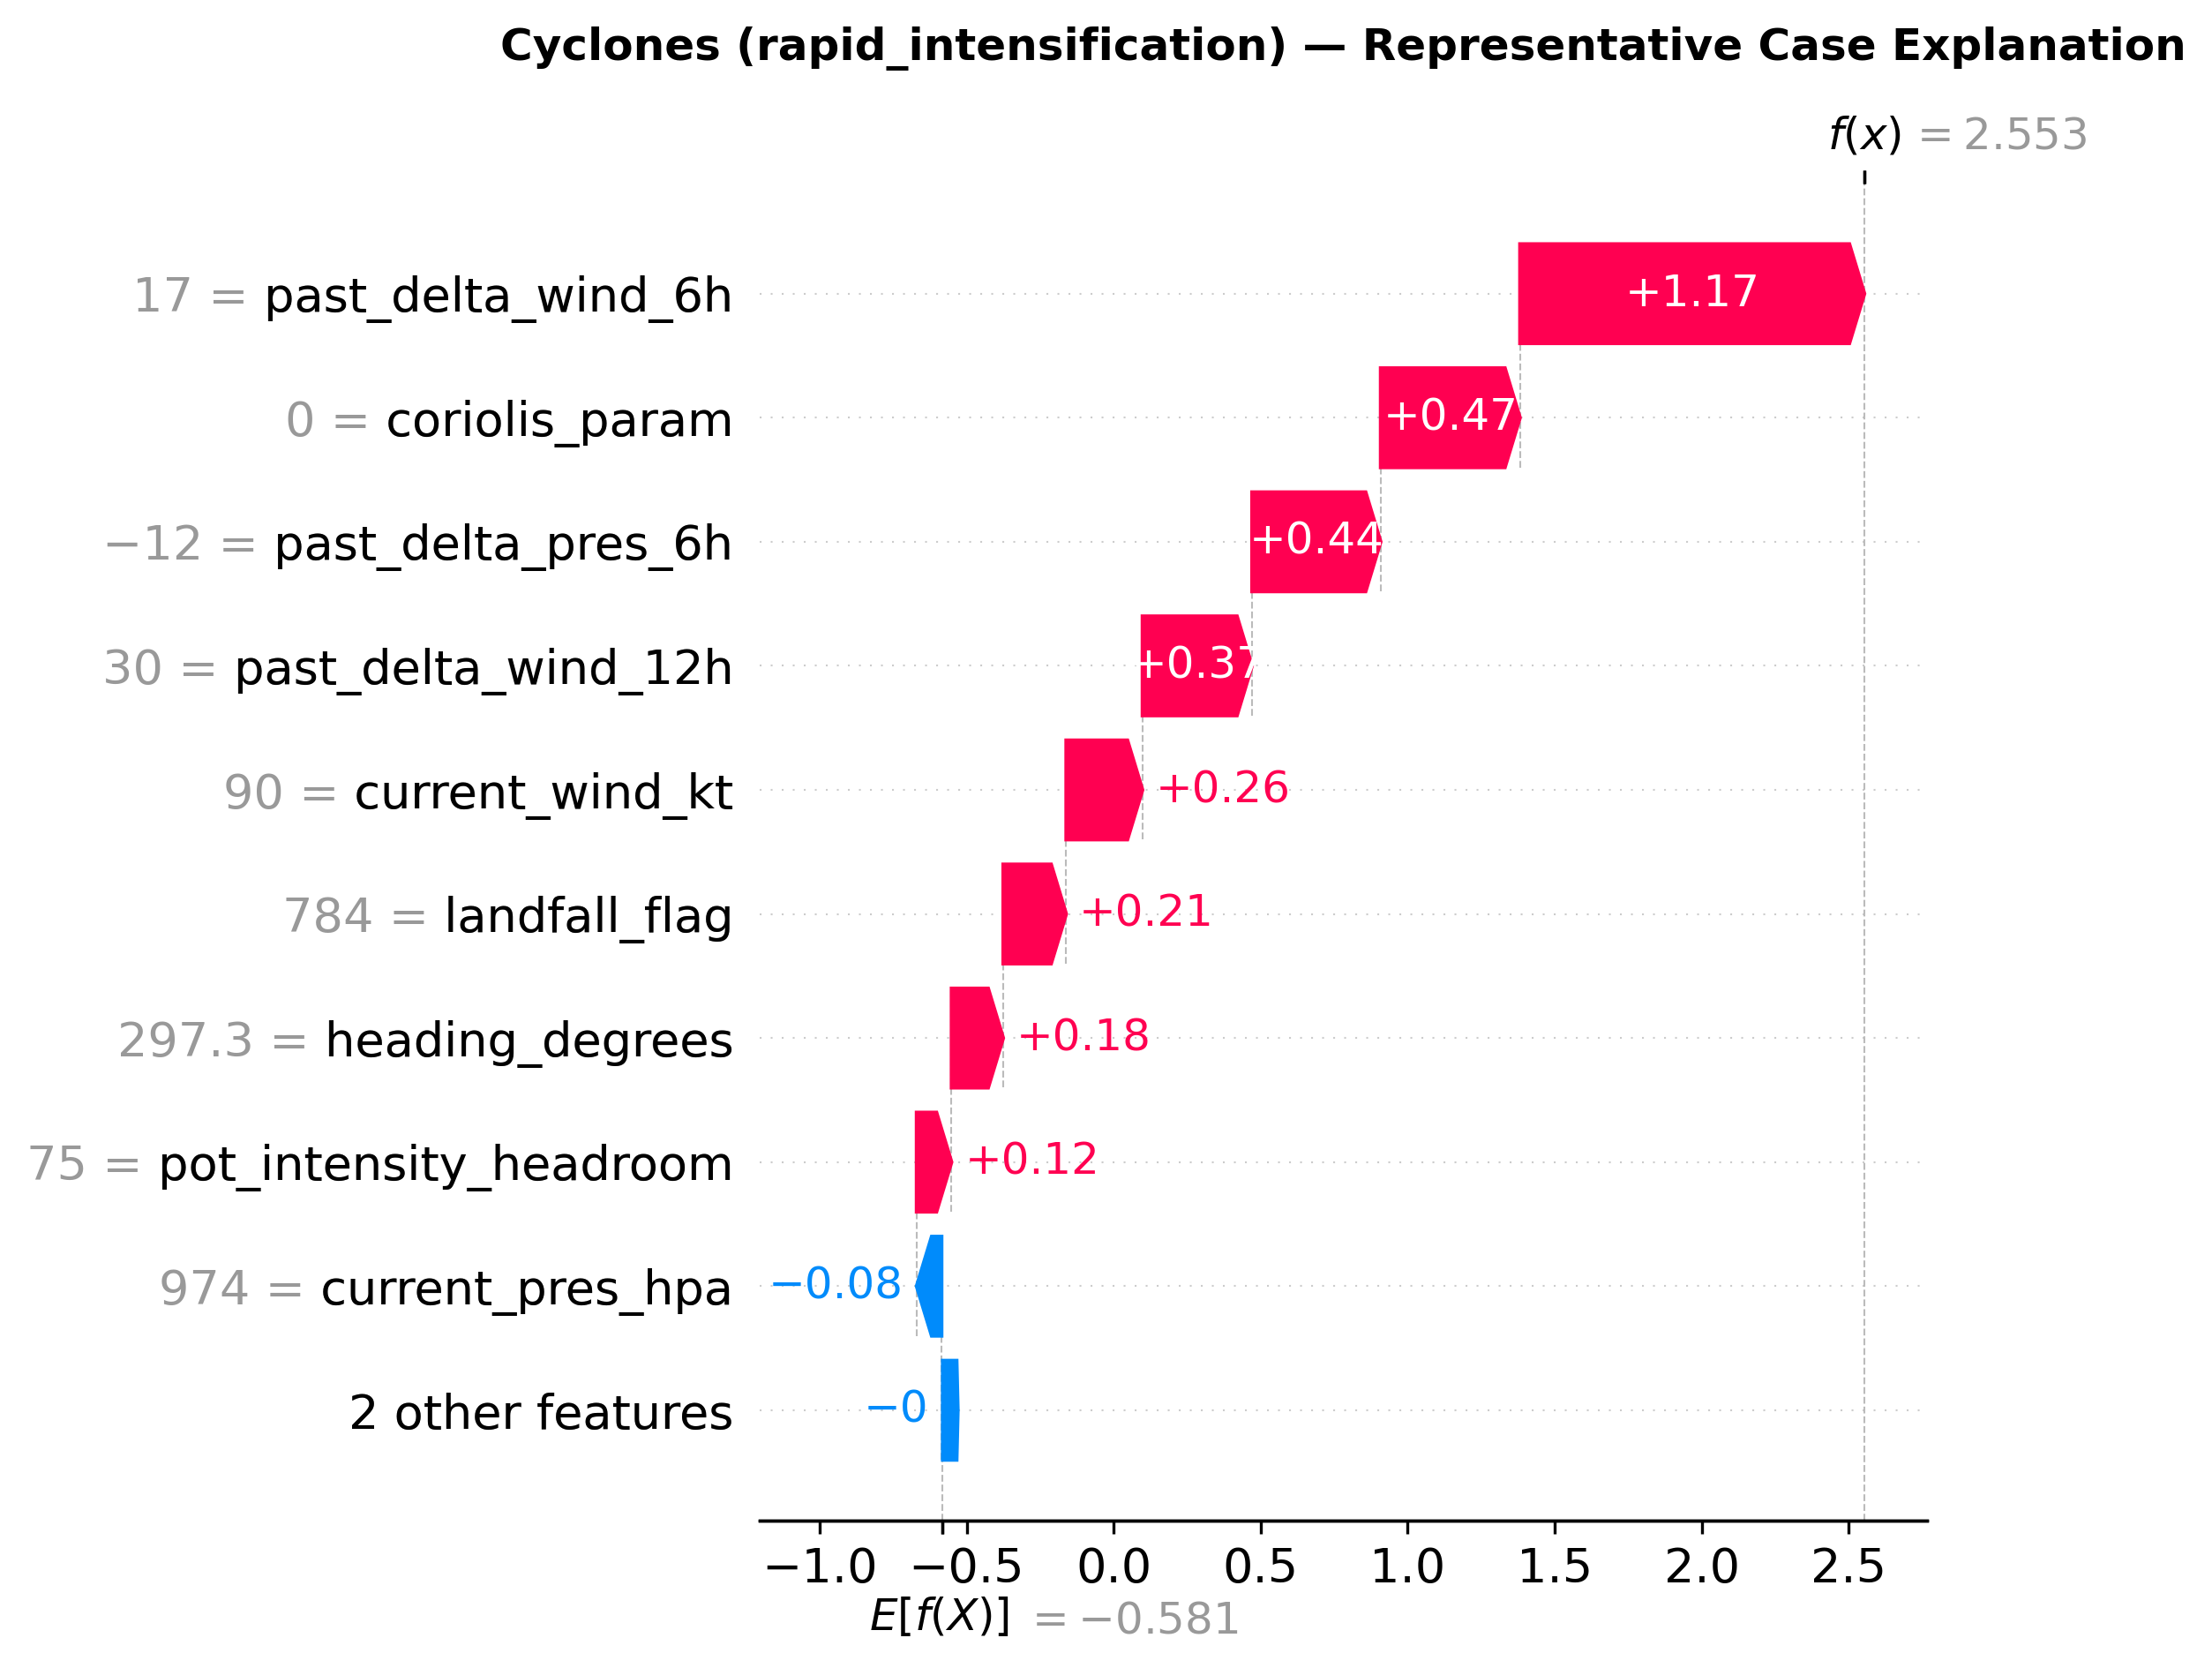 Cyclones (rapid_intensification) — Representative Case Explanation
f(x) = 2.553
17 = past_delta_wind_6h
+1.17
0 = coriolis_param
+0.47
−12 = past_delta_pres_6h
+0.44
30 = past_delta_wind_12h
+0.37
90 = current_wind_kt
+0.26
784 = landfall_flag
+0.21
297.3 = heading_degrees
+0.18
75 = pot_intensity_headroom
+0.12
974 = current_pres_hpa
−0.08
2 other features
−0
−1.0 −0.5 0.0 0.5 1.0 1.5 2.0 2.5
E[f(X)] = −0.581